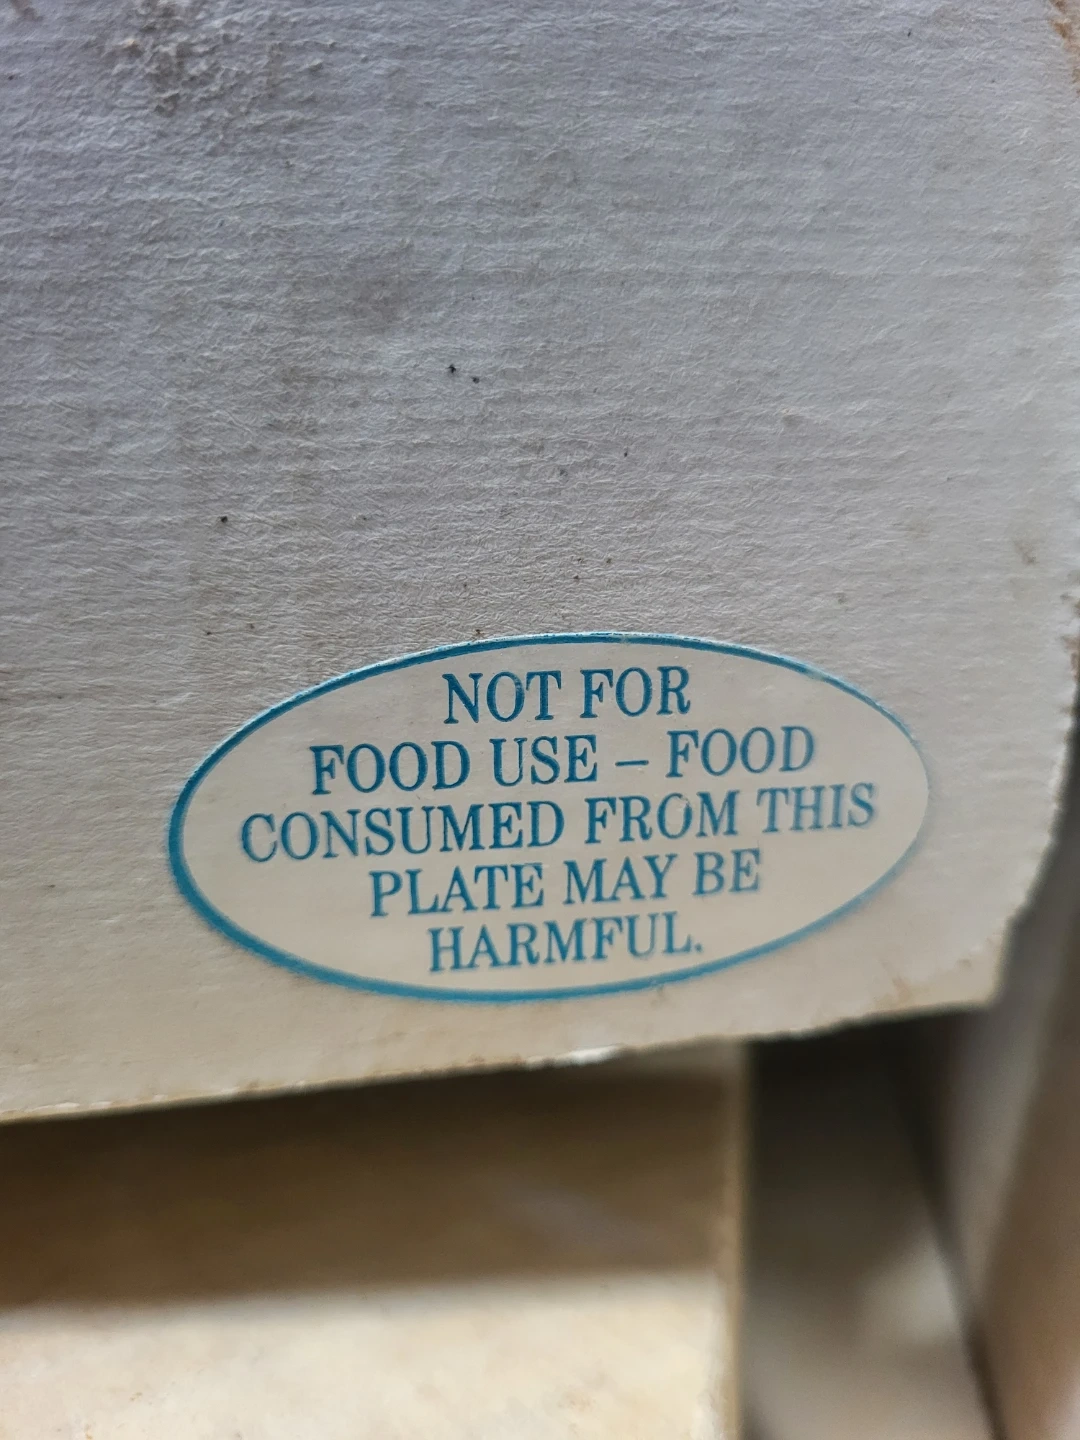 NOT FOR
FOOD USE – FOOD
CONSUMED FROM THIS
PLATE MAY BE
HARMFUL.